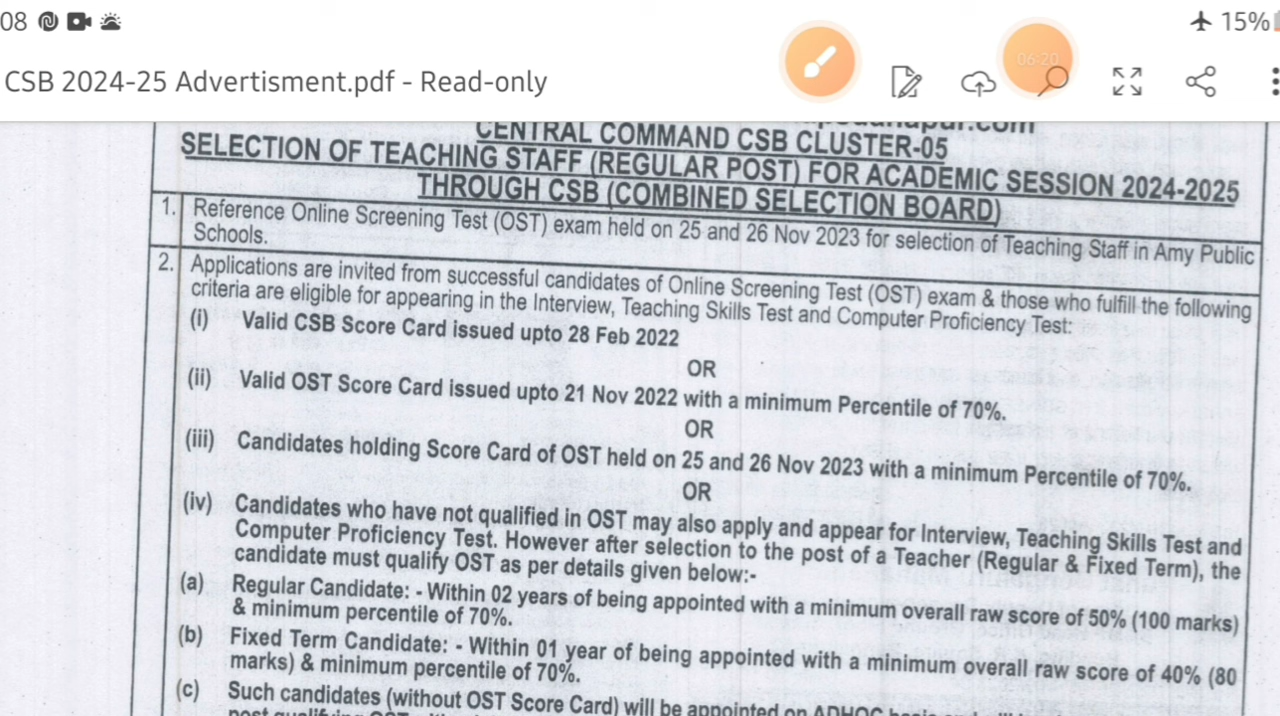 08 15%
06:20
CSB 2024-25 Advertisment.pdf - Read-only
CENTRAL COMMAND CSB CLUSTER-05
SELECTION OF TEACHING STAFF (REGULAR POST) FOR ACADEMIC SESSION 2024-2025
THROUGH CSB (COMBINED SELECTION BOARD)
1. Reference Online Screening Test (OST) exam held on 25 and 26 Nov 2023 for selection of Teaching Staff in Amy Public
Schools.
2. Applications are invited from successful candidates of Online Screening Test (OST) exam & those who fulfill the following
criteria are eligible for appearing in the Interview, Teaching Skills Test and Computer Proficiency Test:
(i) Valid CSB Score Card issued upto 28 Feb 2022
OR
(ii) Valid OST Score Card issued upto 21 Nov 2022 with a minimum Percentile of 70%.
OR
(iii) Candidates holding Score Card of OST held on 25 and 26 Nov 2023 with a minimum Percentile of 70%.
OR
(iv) Candidates who have not qualified in OST may also apply and appear for Interview, Teaching Skills Test and
Computer Proficiency Test. However after selection to the post of a Teacher (Regular & Fixed Term), the
candidate must qualify OST as per details given below:-
(a) Regular Candidate: - Within 02 years of being appointed with a minimum overall raw score of 50% (100 marks)
& minimum percentile of 70%.
(b) Fixed Term Candidate: - Within 01 year of being appointed with a minimum overall raw score of 40% (80
marks) & minimum percentile of 70%.
(c) Such candidates (without OST Score Card) will be appointed on ADHOC basis and will